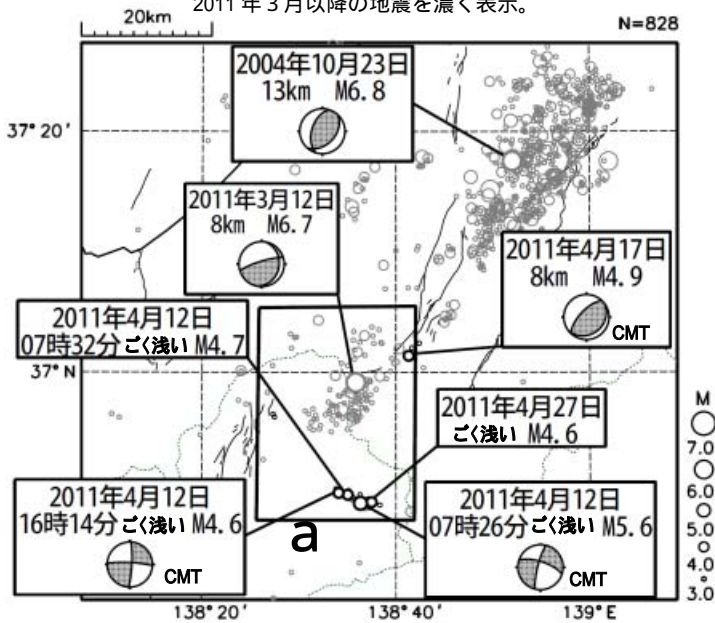 2011年3月以降の地震を濃く表示。
20km
N=828
2004年10月23日
13km M6.8
37°20'
2011年3月12日
8km M6.7
2011年4月17日
8km M4.9
CMT
2011年4月12日
07時32分ごく浅い M4.7
37°N
2011年4月27日
ごく浅い M4.6
M
7.0
6.0
5.0
4.0
3.0
2011年4月12日
16時14分ごく浅い M4.6
CMT
a
2011年4月12日
07時26分ごく浅い M5.6
CMT
138°20'
138°40'
139°E